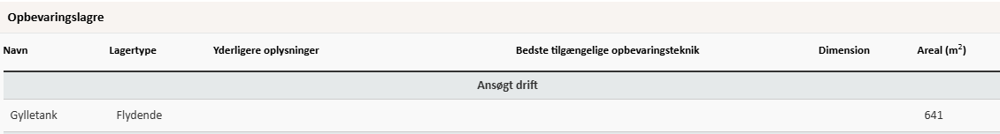 Opbevaringslagre
Navn Lagertype Yderligere oplysninger Bedste tilgængelige opbevaringsteknik Dimension Areal (m²)
Ansøgt drift
Gylletank Flydende 641